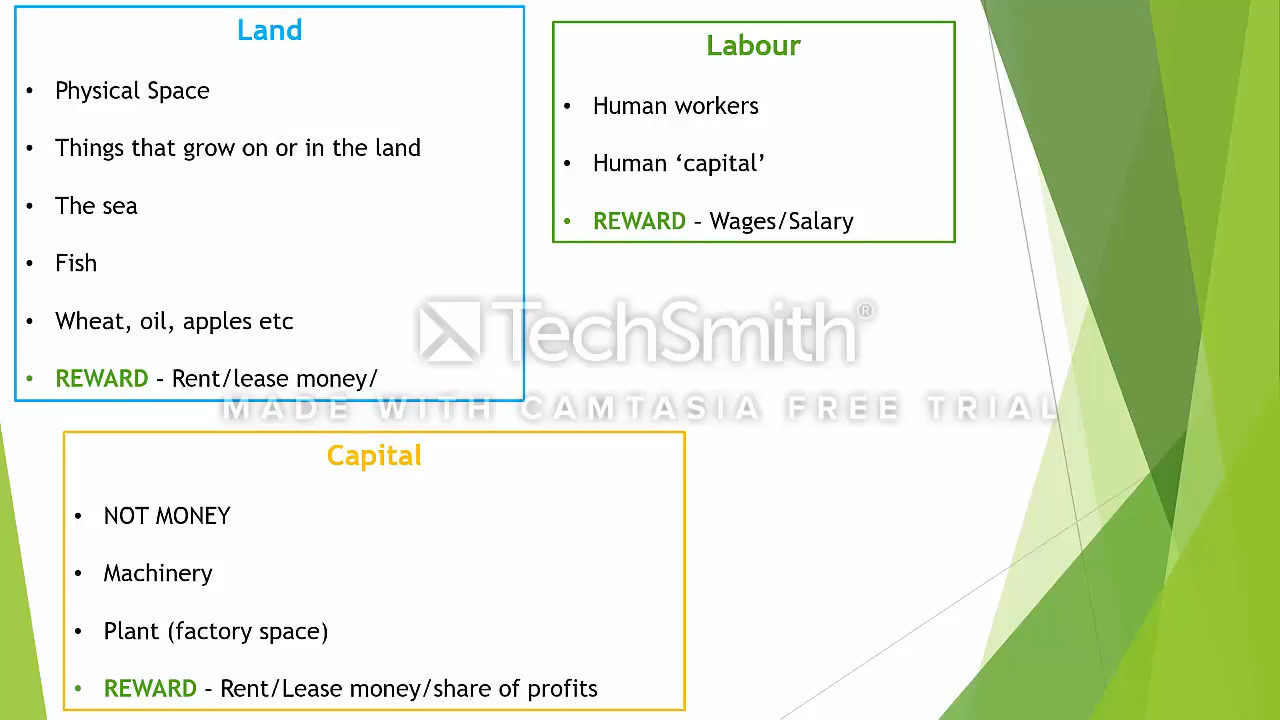 Land
• Physical Space
• Things that grow on or in the land
• The sea
• Fish
• Wheat, oil, apples etc
• REWARD – Rent/lease money/
Labour
• Human workers
• Human ‘capital’
• REWARD – Wages/Salary
TechSmith®
MADE WITH CAMTASIA FREE TRIAL
Capital
• NOT MONEY
• Machinery
• Plant (factory space)
• REWARD – Rent/Lease money/share of profits